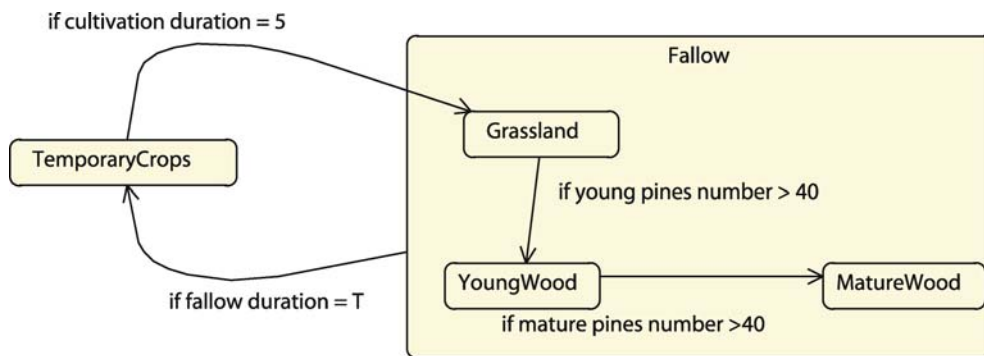 if cultivation duration = 5
Fallow
Grassland
TemporaryCrops
if young pines number > 40
YoungWood
MatureWood
if fallow duration = T
if mature pines number >40